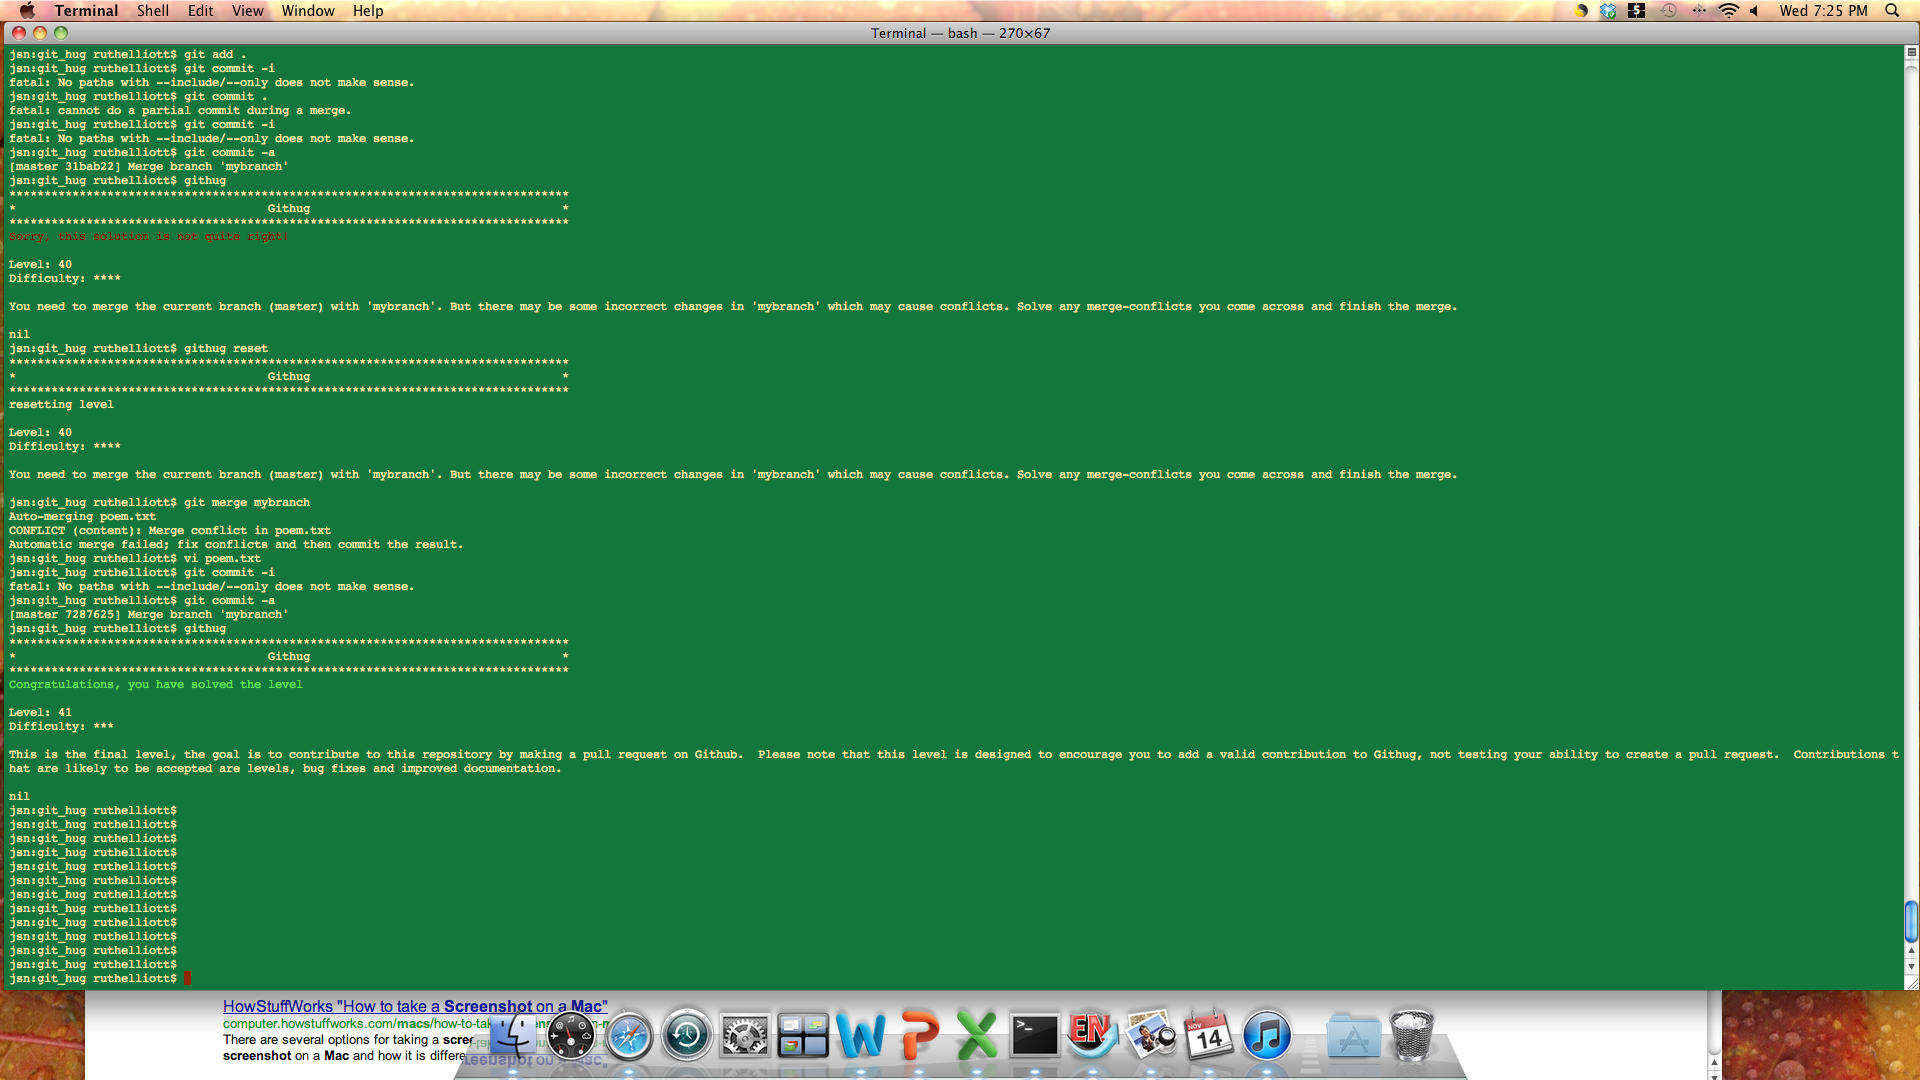 Terminal Shell Edit View Window Help Wed 7:25 PM
Terminal — bash — 270×67
jsn:git_hug ruthelliott$ git add .
jsn:git_hug ruthelliott$ git commit -i
fatal: No paths with --include/--only does not make sense.
jsn:git_hug ruthelliott$ git commit .
fatal: cannot do a partial commit during a merge.
jsn:git_hug ruthelliott$ git commit -i
fatal: No paths with --include/--only does not make sense.
jsn:git_hug ruthelliott$ git commit -a
[master 31bab22] Merge branch 'mybranch'
jsn:git_hug ruthelliott$ githug
********************************************************************************
* Githug *
********************************************************************************
Sorry, this solution is not quite right!
Level: 40
Difficulty: ****
You need to merge the current branch (master) with 'mybranch'. But there may be some incorrect changes in 'mybranch' which may cause conflicts. Solve any merge-conflicts you come across and finish the merge.
nil
jsn:git_hug ruthelliott$ githug reset
********************************************************************************
* Githug *
********************************************************************************
resetting level
Level: 40
Difficulty: ****
You need to merge the current branch (master) with 'mybranch'. But there may be some incorrect changes in 'mybranch' which may cause conflicts. Solve any merge-conflicts you come across and finish the merge.
jsn:git_hug ruthelliott$ git merge mybranch
Auto-merging poem.txt
CONFLICT (content): Merge conflict in poem.txt
Automatic merge failed; fix conflicts and then commit the result.
jsn:git_hug ruthelliott$ vi poem.txt
jsn:git_hug ruthelliott$ git commit -i
fatal: No paths with --include/--only does not make sense.
jsn:git_hug ruthelliott$ git commit -a
[master 7287625] Merge branch 'mybranch'
jsn:git_hug ruthelliott$ githug
********************************************************************************
* Githug *
********************************************************************************
Congratulations, you have solved the level
Level: 41
Difficulty: ***
This is the final level, the goal is to contribute to this repository by making a pull request on Github.  Please note that this level is designed to encourage you to add a valid contribution to Githug, not testing your ability to create a pull request.  Contributions t
hat are likely to be accepted are levels, bug fixes and improved documentation.
nil
jsn:git_hug ruthelliott$
jsn:git_hug ruthelliott$
jsn:git_hug ruthelliott$
jsn:git_hug ruthelliott$
jsn:git_hug ruthelliott$
jsn:git_hug ruthelliott$
jsn:git_hug ruthelliott$
jsn:git_hug ruthelliott$
jsn:git_hug ruthelliott$
jsn:git_hug ruthelliott$
jsn:git_hug ruthelliott$
jsn:git_hug ruthelliott$
jsn:git_hug ruthelliott$
HowStuffWorks "How to take a Screenshot on a Mac"
computer.howstuffworks.com/macs/how-to-tak
There are several options for taking a scre
screenshot on a Mac and how it is differe
W P X EN NOV 14